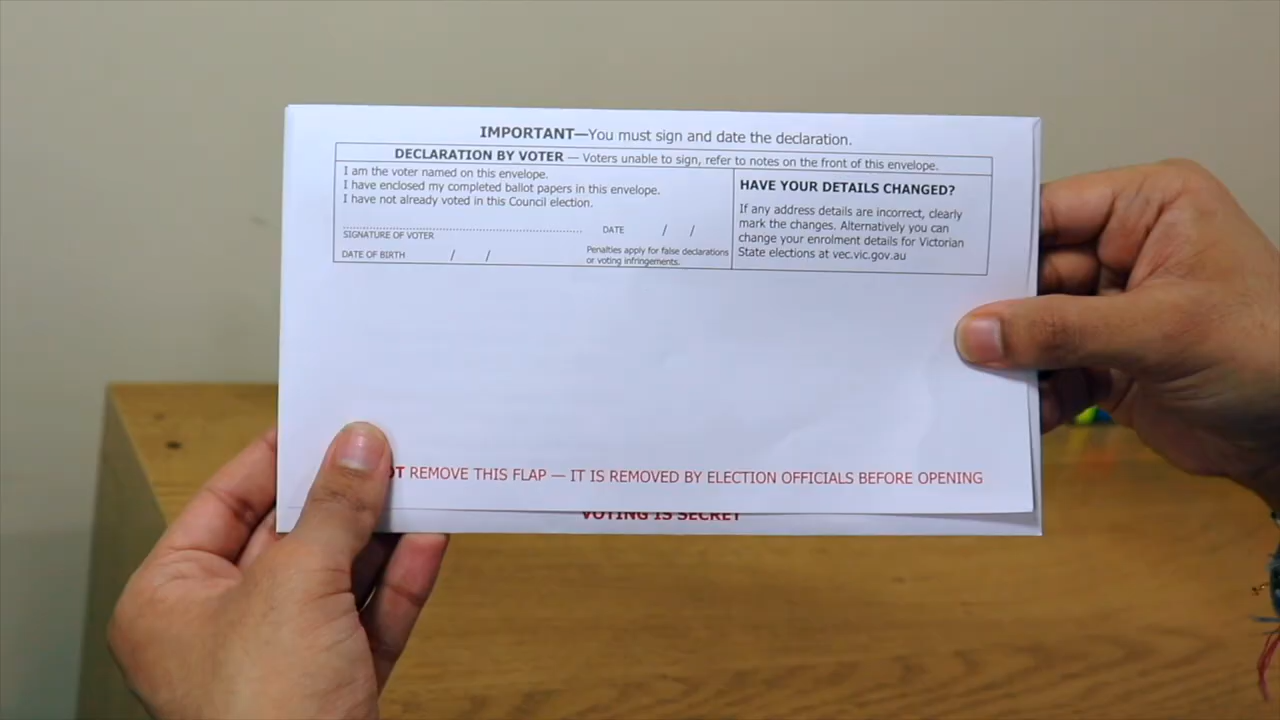 IMPORTANT—You must sign and date the declaration.
DECLARATION BY VOTER — Voters unable to sign, refer to notes on the front of this envelope.
I am the voter named on this envelope.
I have enclosed my completed ballot papers in this envelope.
I have not already voted in this Council election.
SIGNATURE OF VOTER
DATE / /
DATE OF BIRTH / /
Penalties apply for false declarations
or voting infringements.
HAVE YOUR DETAILS CHANGED?
If any address details are incorrect, clearly
mark the changes. Alternatively you can
change your enrolment details for Victorian
State elections at vec.vic.gov.au
REMOVE THIS FLAP — IT IS REMOVED BY ELECTION OFFICIALS BEFORE OPENING
VOTING IS SECRET